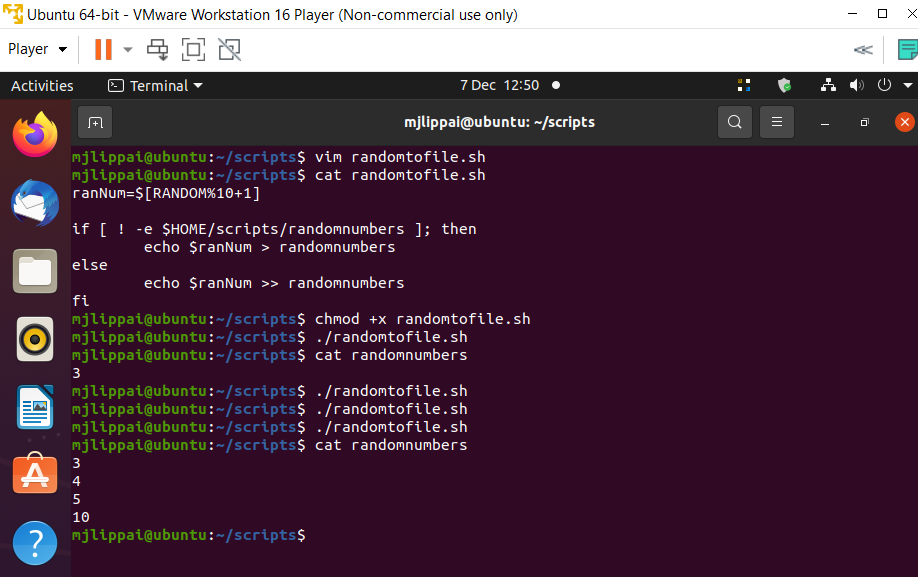 Ubuntu 64-bit - VMware Workstation 16 Player (Non-commercial use only)
Player
Activities
Terminal
7 Dec 12:50
mjlippai@ubuntu: ~/scripts
mjlippai@ubuntu:~/scripts$ vim randomtofile.sh
mjlippai@ubuntu:~/scripts$ cat randomtofile.sh
ranNum=$[RANDOM%10+1]
if [ ! -e $HOME/scripts/randomnumbers ]; then
        echo $ranNum > randomnumbers
else
        echo $ranNum >> randomnumbers
fi
mjlippai@ubuntu:~/scripts$ chmod +x randomtofile.sh
mjlippai@ubuntu:~/scripts$ ./randomtofile.sh
mjlippai@ubuntu:~/scripts$ cat randomnumbers
3
mjlippai@ubuntu:~/scripts$ ./randomtofile.sh
mjlippai@ubuntu:~/scripts$ ./randomtofile.sh
mjlippai@ubuntu:~/scripts$ ./randomtofile.sh
mjlippai@ubuntu:~/scripts$ cat randomnumbers
3
4
5
10
mjlippai@ubuntu:~/scripts$